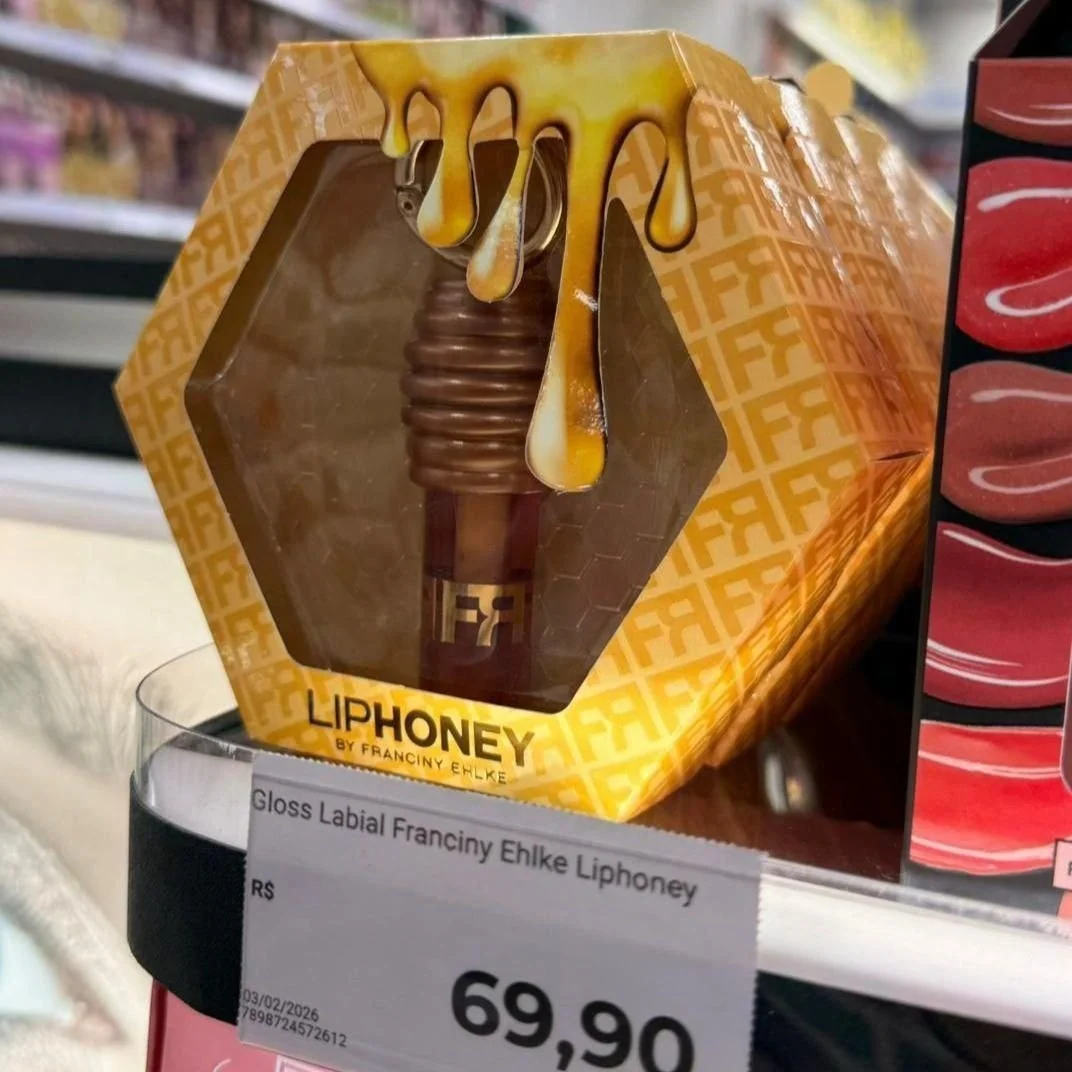 LIPHONEY
BY FRANCINY EHLKE
Gloss Labial Franciny Ehlke Liphoney
R$
69,90
03/02/2026
7898724572612